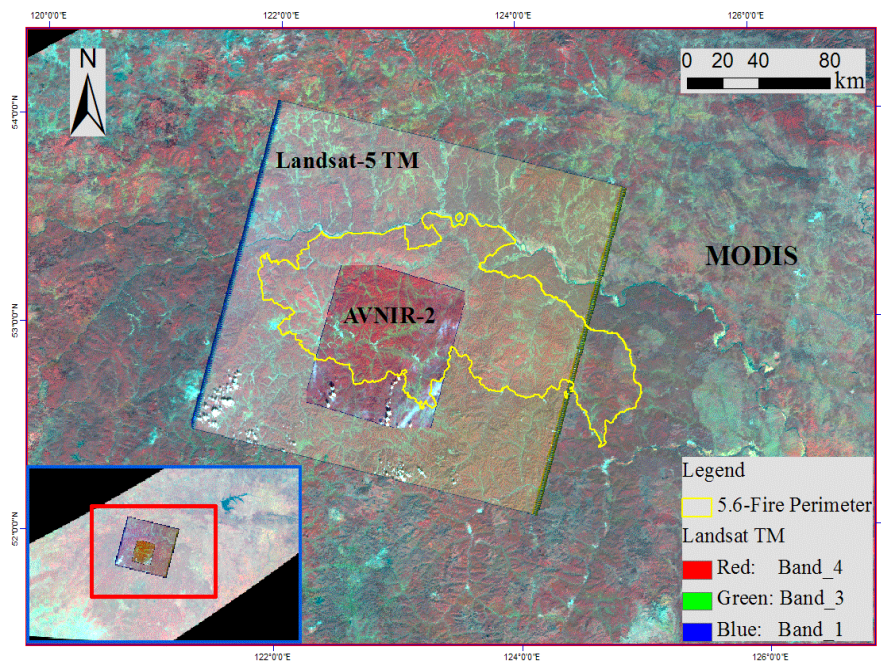 120°0'0"E 122°0'0"E 124°0'0"E 126°0'0"E
N
0 20 40 80
km
54°0'0"N
Landsat-5 TM
MODIS
AVNIR-2
53°0'0"N
52°0'0"N
Legend
5.6-Fire Perimeter
Landsat TM
Red: Band_4
Green: Band_3
Blue: Band_1
122°0'0"E 124°0'0"E 126°0'0"E